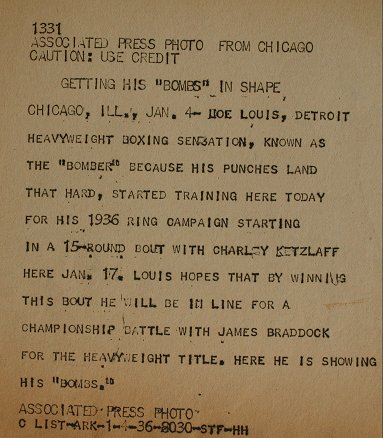 1331
ASSOCIATED PRESS PHOTO FROM CHICAGO
CAUTION: USE CREDIT
GETTING HIS "BOMBS" IN SHAPE
CHICAGO, ILL., JAN. 4- JOE LOUIS, DETROIT
HEAVYWEIGHT BOXING SENSATION, KNOWN AS
THE "BOMBER" BECAUSE HIS PUNCHES LAND
THAT HARD, STARTED TRAINING HERE TODAY
FOR HIS 1936 RING CAMPAIGN STARTING
IN A 15-ROUND BOUT WITH CHARLEY RETZLAFF
HERE JAN. 17. LOUIS HOPES THAT BY WINNING
THIS BOUT HE WILL BE IN LINE FOR A
CHAMPIONSHIP BATTLE WITH JAMES BRADDOCK
FOR THE HEAVYWEIGHT TITLE. HERE HE IS SHOWING
HIS "BOMBS."
ASSOCIATED PRESS PHOTO
C LIST-ARK-1-4-36-8030-STF-HH